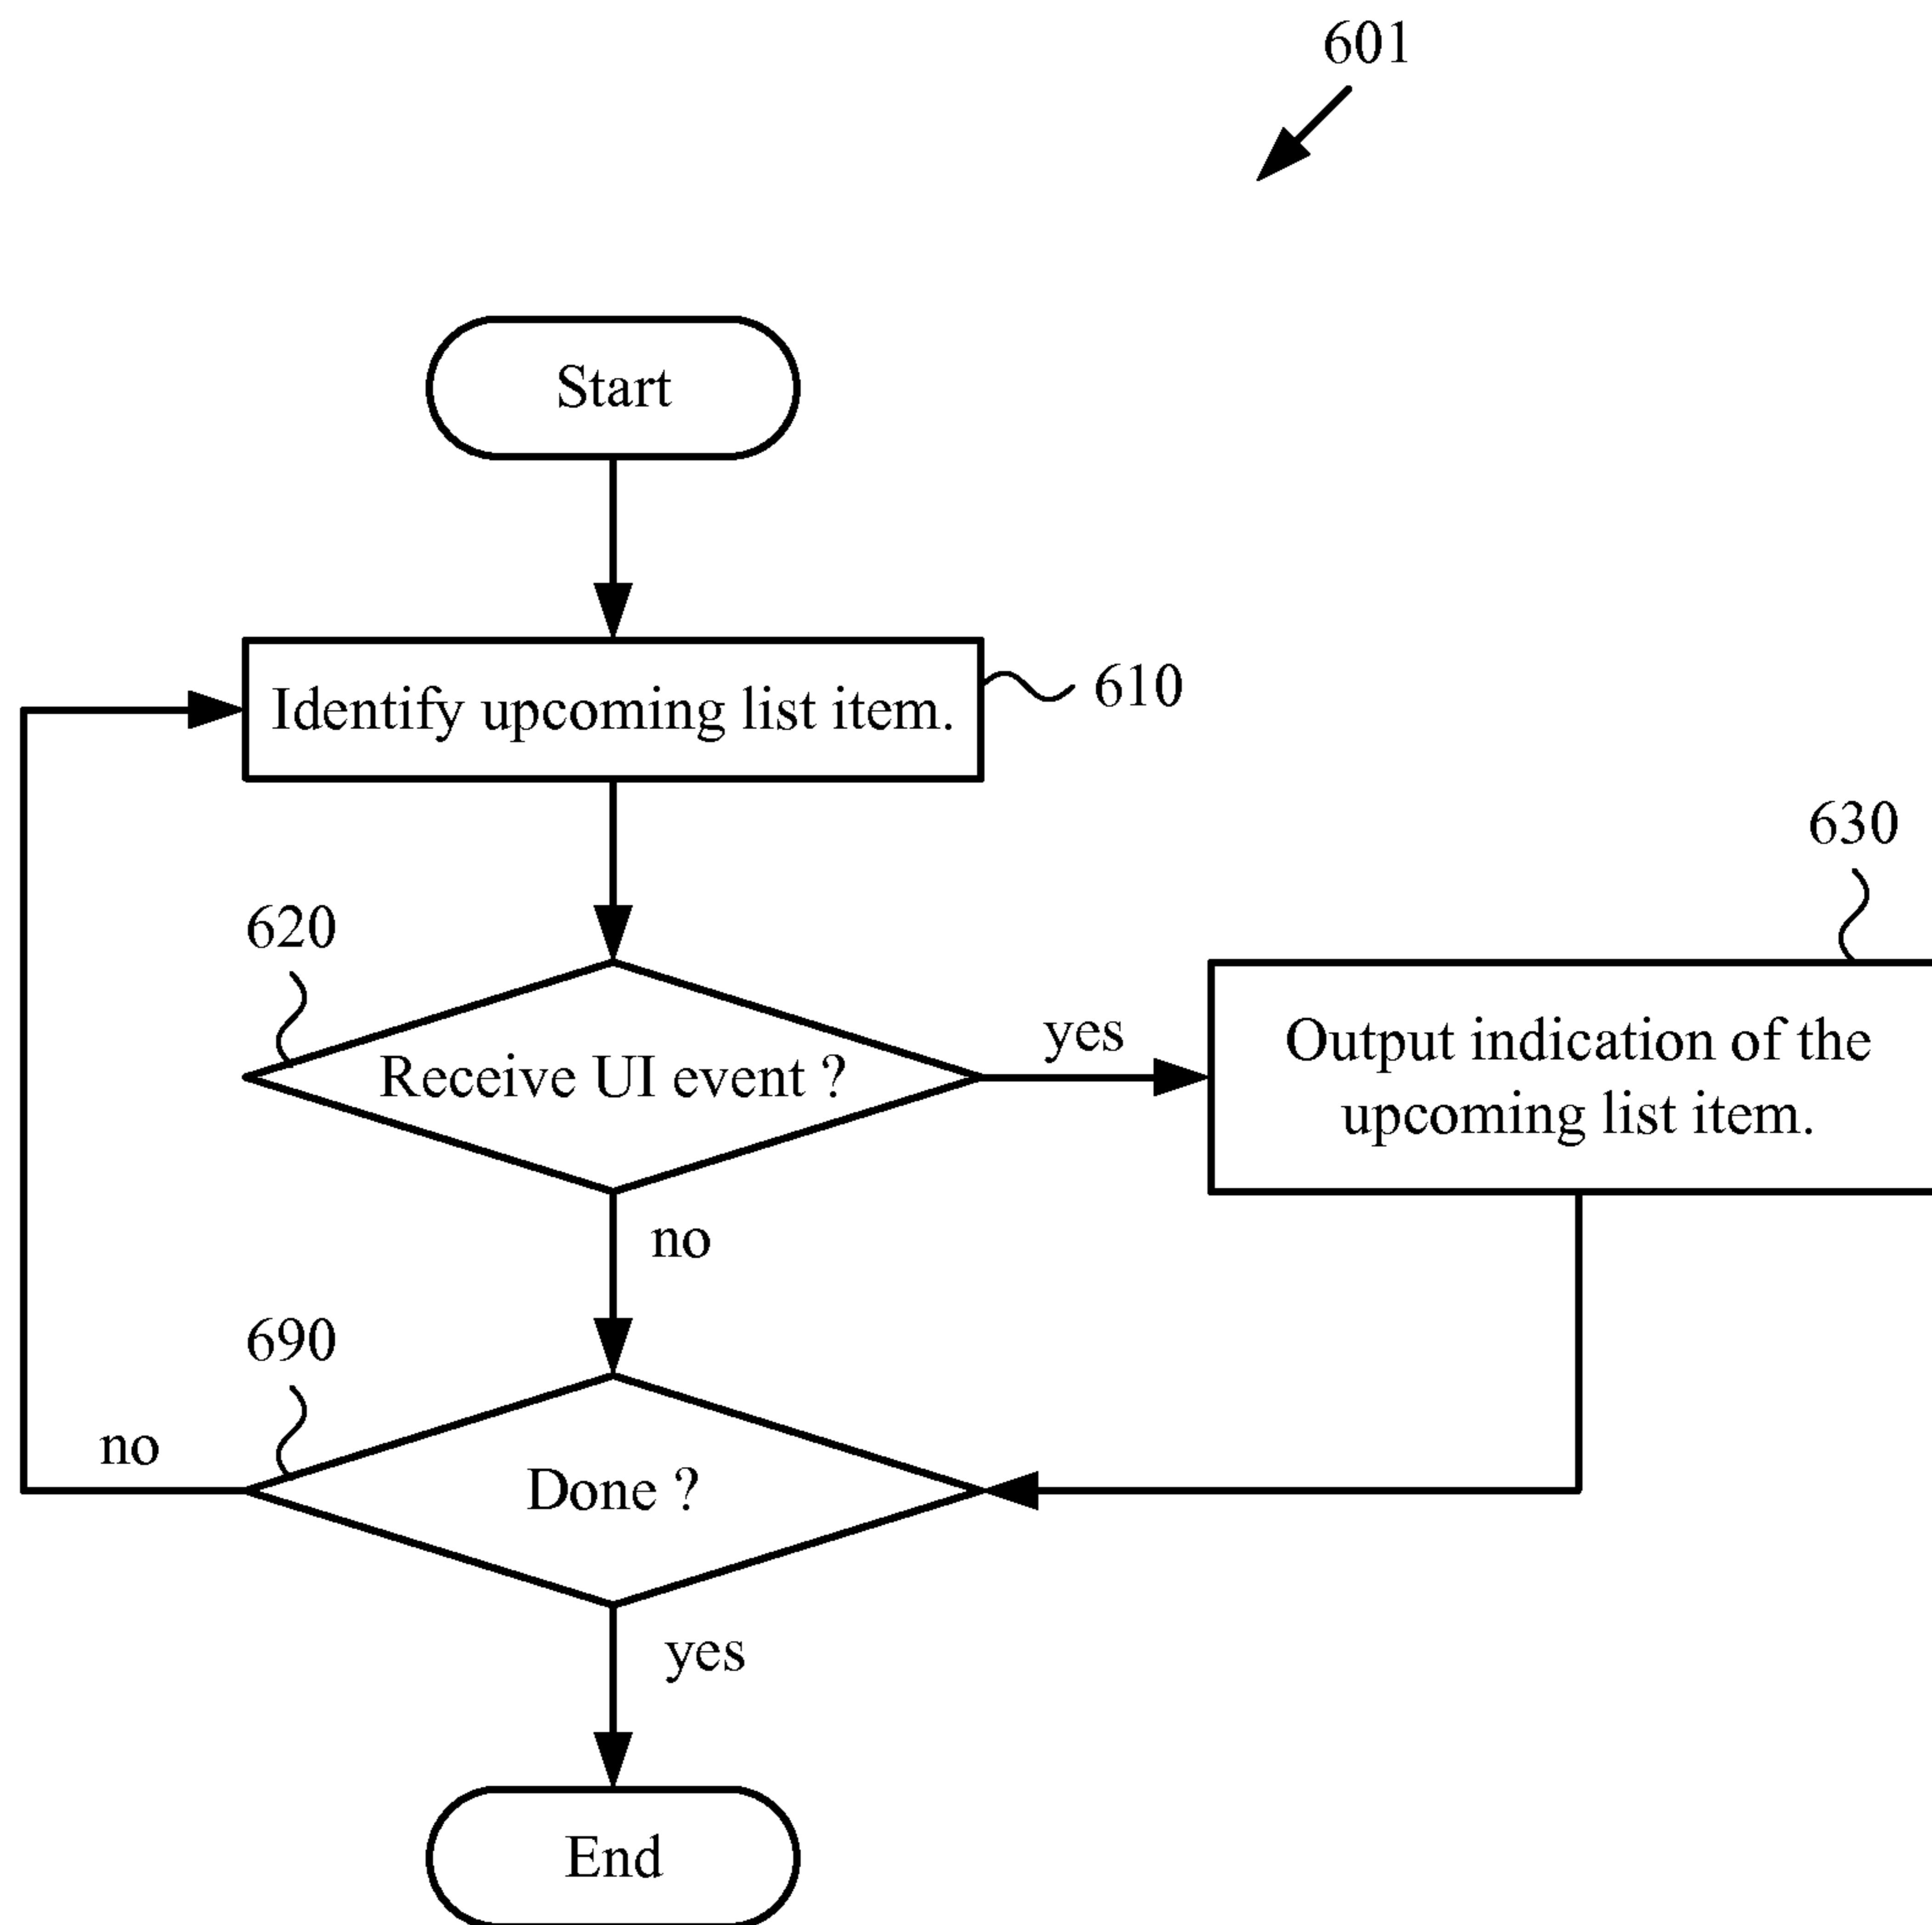 601
Start
Identify upcoming list item.
610
630
620
Receive UI event ?
yes
Output indication of the
upcoming list item.
no
690
no
Done ?
yes
End